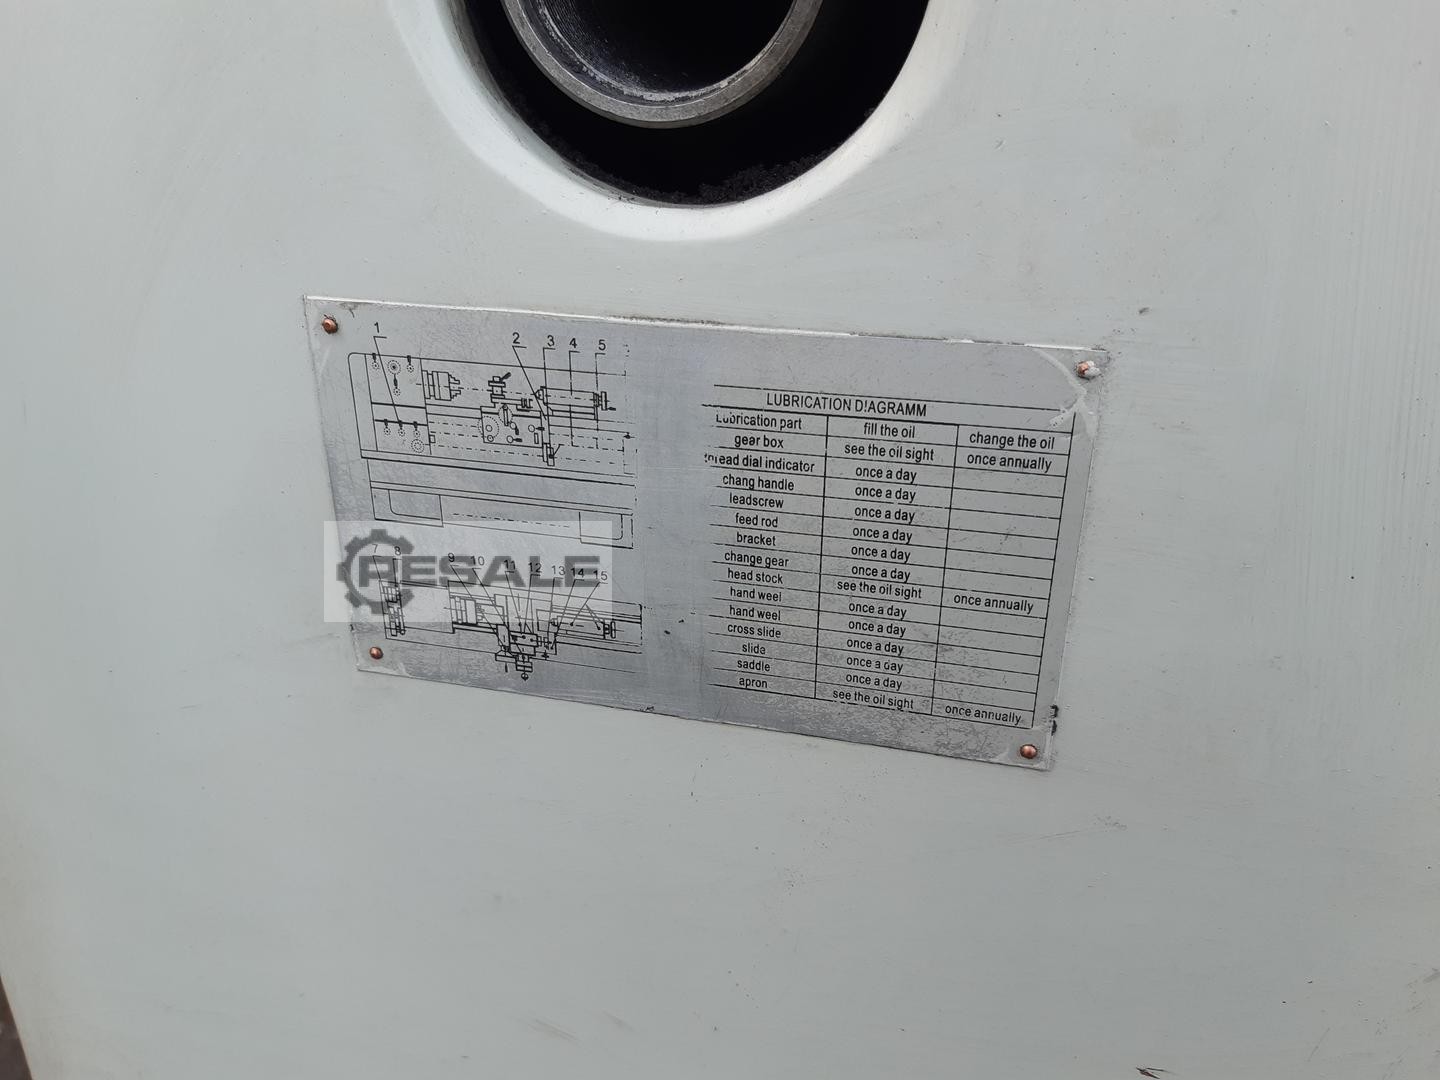 1 2 3 4 5
7 8 9 10 11 12 13 14 15
RESALE
LUBRICATION DIAGRAMM
Lubrication part fill the oil change the oil
gear box see the oil sight once annually
dial indicator once a day
chang handle once a day
leadscrew once a day
feed rod once a day
bracket once a day
change gear once a day
head stock see the oil sight once annually
hand weel once a day
hand weel once a day
cross slide once a day
slida once a day
saddle once a day
apron see the oil sight once annually